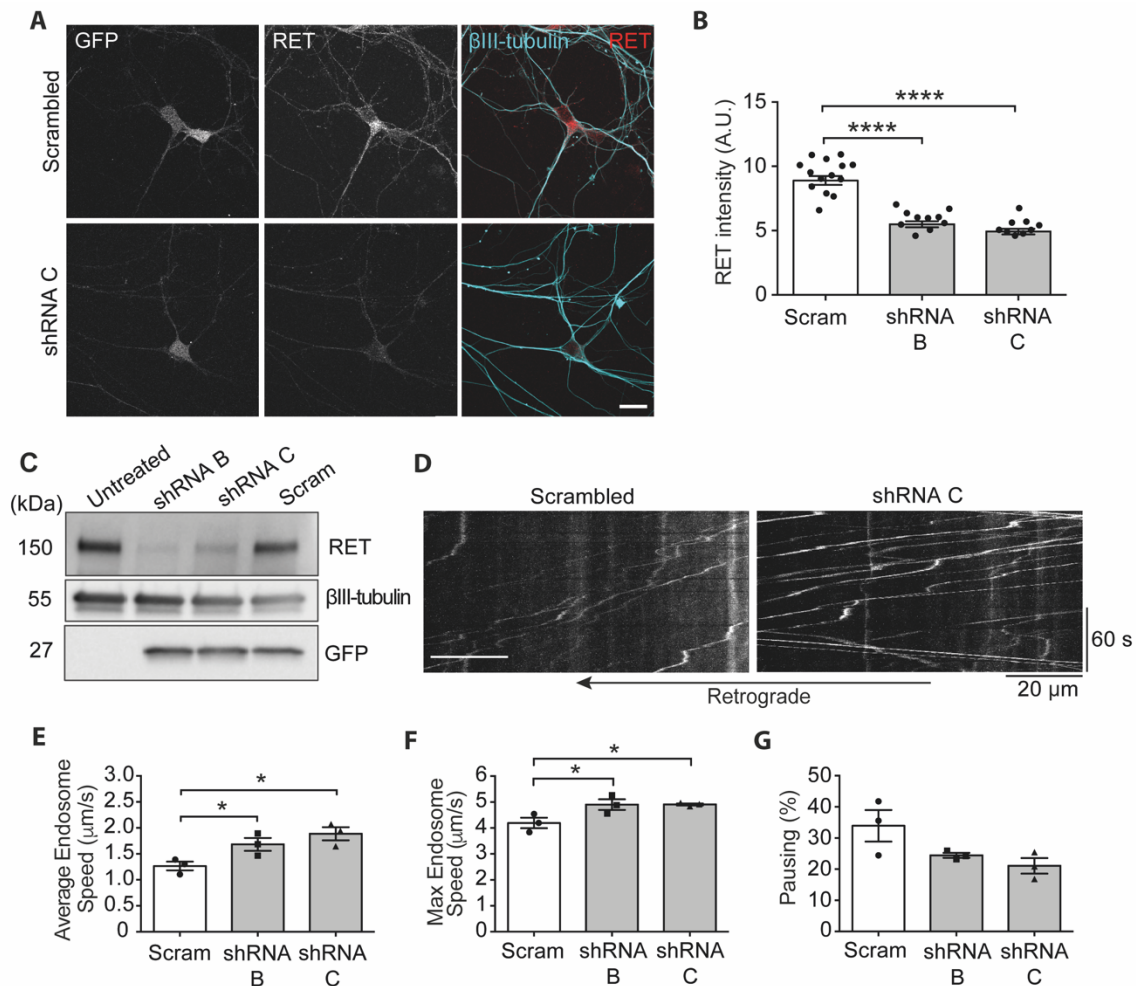 A
GFP
RET
βIII-tubulin
RET
Scrambled
shRNA C
B
RET intensity (A.U.)
15
10
5
0
****
****
Scram
shRNA
B
shRNA
C
C
(kDa)
Untreated
shRNA B
shRNA C
Scram
150
RET
55
βIII-tubulin
27
GFP
D
Scrambled
shRNA C
60 s
Retrograde
20 μm
E
Average Endosome
Speed (μm/s)
3.0
2.5
2.0
1.5
1.0
0.5
0
*
*
Scram
shRNA
B
shRNA
C
F
Max Endosome
Speed (μm/s)
6
5
4
3
2
1
0
*
*
Scram
shRNA
B
shRNA
C
G
Pausing (%)
50
40
30
20
10
0
Scram
shRNA
B
shRNA
C